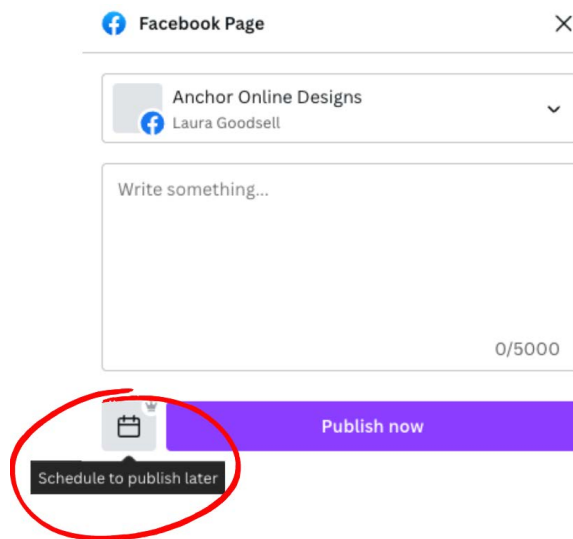 Facebook Page
Anchor Online Designs
Laura Goodsell
Write something...
0/5000
Publish now
Schedule to publish later